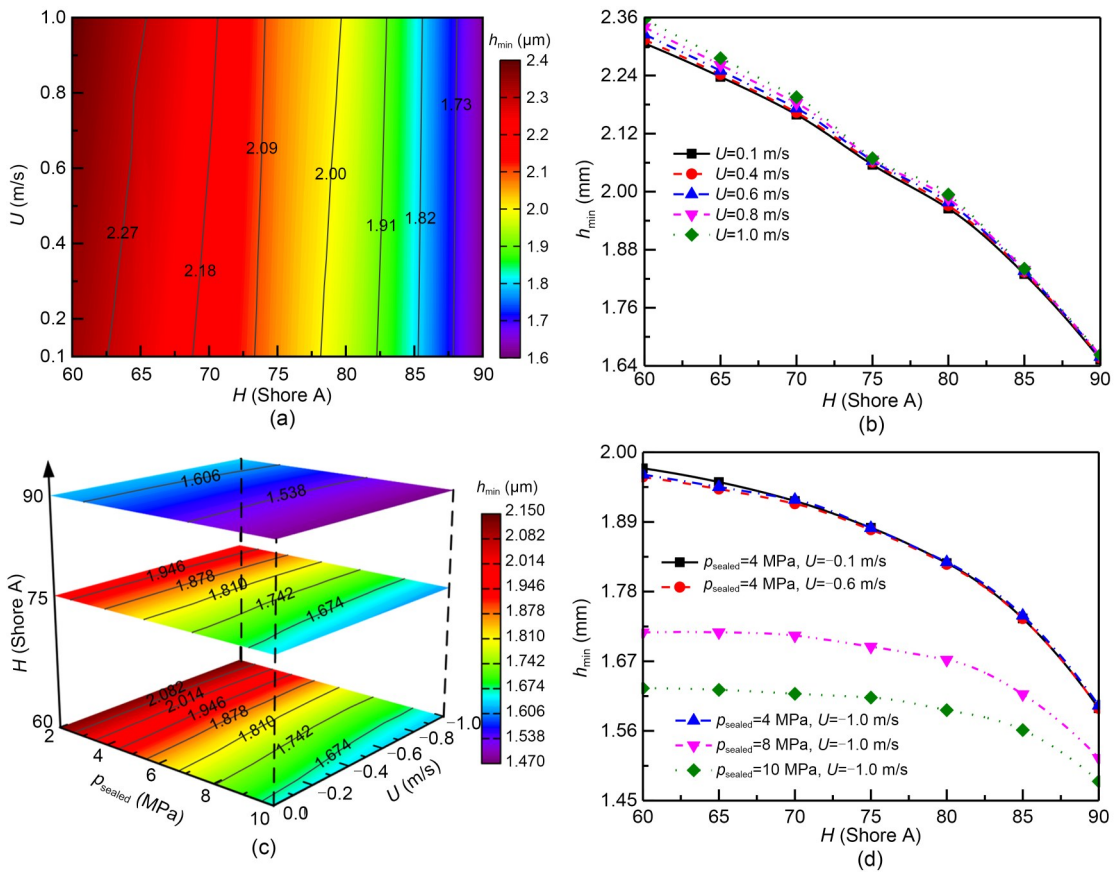 1.0
0.8
0.6
0.4
0.2
0.1
U (m/s)
2.27
2.18
2.09
2.00
1.91
1.82
1.73
60 65 70 75 80 85 90
H (Shore A)
(a)
hmin (μm)
2.4
2.3
2.2
2.1
2.0
1.9
1.8
1.7
1.6
2.36
2.24
2.12
2.00
1.88
1.76
1.64
hmin (mm)
U=0.1 m/s
U=0.4 m/s
U=0.6 m/s
U=0.8 m/s
U=1.0 m/s
60 65 70 75 80 85 90
H (Shore A)
(b)
90
75
60
H (Shore A)
1.606
1.538
1.946
1.878
1.810
1.742
1.674
2.082
2.014
1.946
1.878
1.810
1.742
1.674
2 4 6 8 10
psealed (MPa)
0.0 −0.2 −0.4 −0.6 −0.8 −1.0
U (m/s)
(c)
hmin (μm)
2.150
2.082
2.014
1.946
1.878
1.810
1.742
1.674
1.606
1.538
1.470
2.00
1.89
1.78
1.67
1.56
1.45
hmin (mm)
psealed=4 MPa, U=−0.1 m/s
psealed=4 MPa, U=−0.6 m/s
psealed=4 MPa, U=−1.0 m/s
psealed=8 MPa, U=−1.0 m/s
psealed=10 MPa, U=−1.0 m/s
60 65 70 75 80 85 90
H (Shore A)
(d)